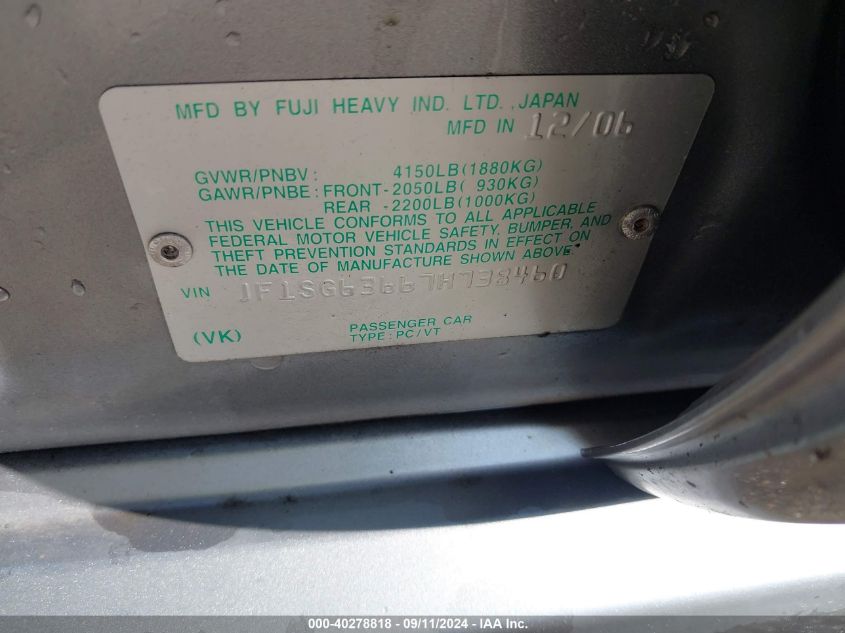 MFD BY FUJI HEAVY IND. LTD., JAPAN
MFD IN 12/06
GVWR/PNBV : 4150LB(1880KG)
GAWR/PNBE : FRONT-2050LB( 930KG)
REAR -2200LB(1000KG)
THIS VEHICLE CONFORMS TO ALL APPLICABLE
FEDERAL MOTOR VEHICLE SAFETY, BUMPER, AND
THEFT PREVENTION STANDARDS IN EFFECT ON
THE DATE OF MANUFACTURE SHOWN ABOVE.
VIN JF1SG63667H738460
(VK) PASSENGER CAR
TYPE : PC/VT
000-40278818 - 09/11/2024 - IAA Inc.